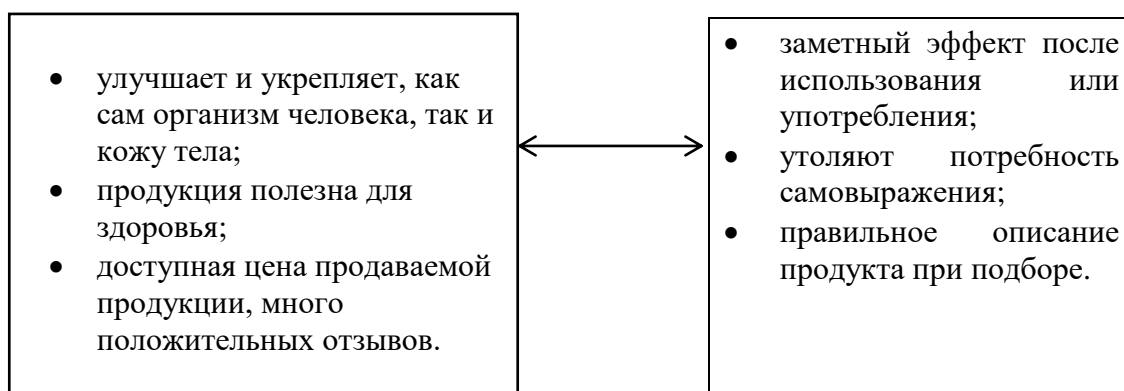 • улучшает и укрепляет, как
сам организм человека, так и
кожу тела;
• продукция полезна для
здоровья;
• доступная цена продаваемой
продукции, много
положительных отзывов.
• заметный эффект после
использования или
употребления;
• утоляют потребность
самовыражения;
• правильное описание
продукта при подборе.